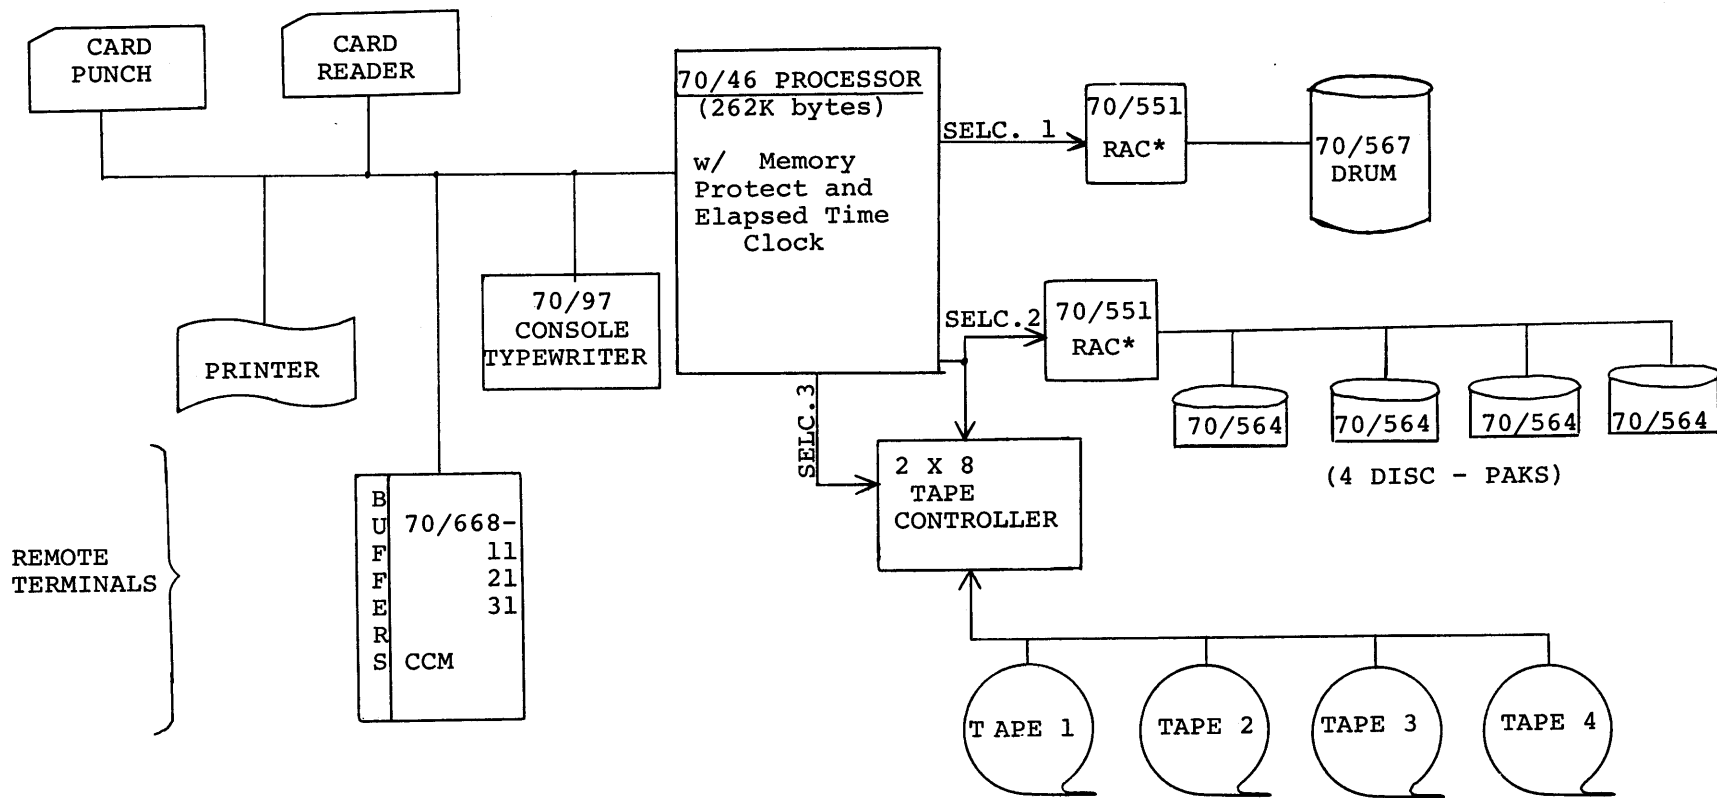 CARD
PUNCH
CARD
READER
70/46 PROCESSOR
(262K bytes)
w/ Memory
Protect and
Elapsed Time
Clock
SELC. 1
70/551
RAC*
70/567
DRUM
PRINTER
70/97
CONSOLE
TYPEWRITER
SELC.2
70/551
RAC*
70/564
70/564
70/564
70/564
(4 DISC - PAKS)
SELC.3
2 X 8
TAPE
CONTROLLER
REMOTE
TERMINALS
BUFFERS
70/668-
11
21
31
CCM
T APE 1
TAPE 2
TAPE 3
TAPE 4